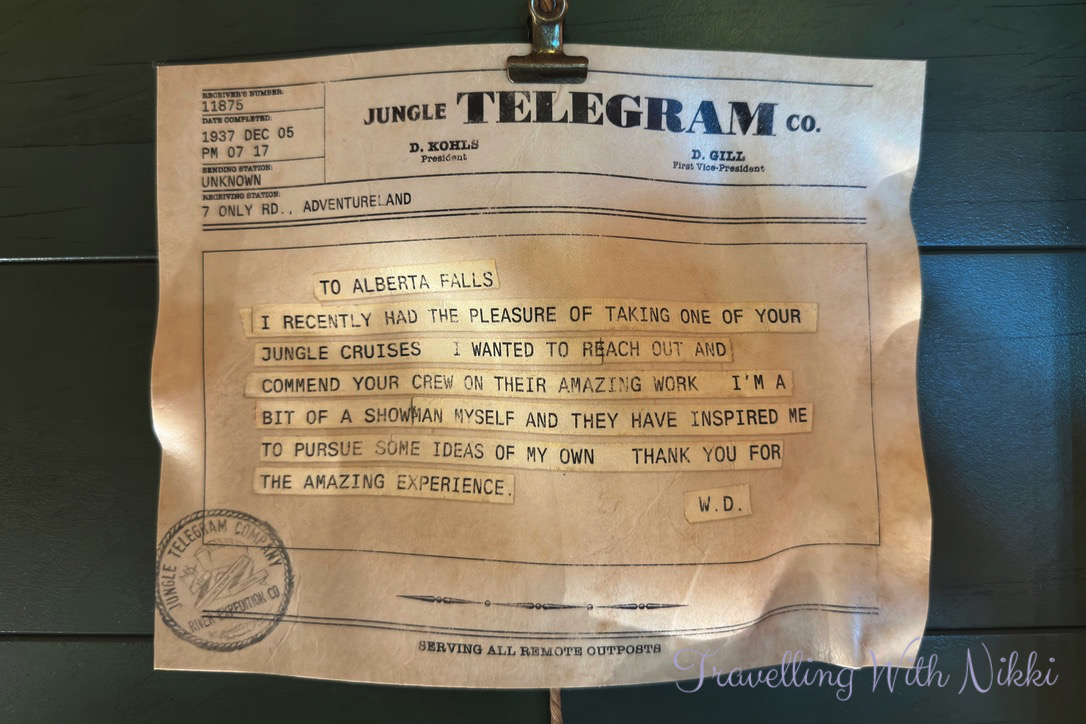 RECEIVER'S NUMBER:
11875
DATE COMPLETED:
1937 DEC 05
PM 07 17
SENDING STATION:
UNKNOWN
RECEIVING STATION:
7 ONLY RD., ADVENTURELAND
JUNGLE TELEGRAM CO.
D. KOHLS
President
D. GILL
First Vice-President
TO ALBERTA FALLS
I RECENTLY HAD THE PLEASURE OF TAKING ONE OF YOUR
JUNGLE CRUISES I WANTED TO REACH OUT AND
COMMEND YOUR CREW ON THEIR AMAZING WORK I'M A
BIT OF A SHOWMAN MYSELF AND THEY HAVE INSPIRED ME
TO PURSUE SOME IDEAS OF MY OWN THANK YOU FOR
THE AMAZING EXPERIENCE.
W.D.
JUNGLE TELEGRAM COMPANY
RIVER EXPEDITION CO
SERVING ALL REMOTE OUTPOSTS
Travelling With Nikki